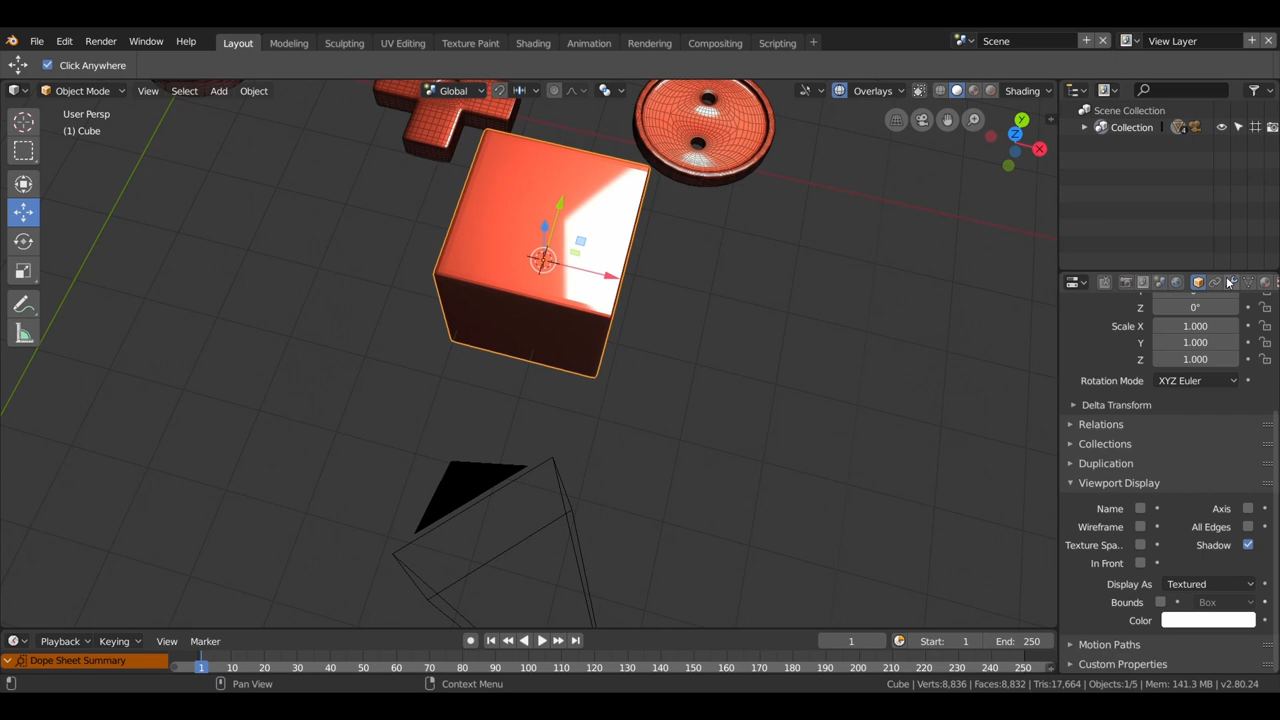 File Edit Render Window Help Layout Modeling Sculpting UV Editing Texture Paint Shading Animation Rendering Compositing Scripting Scene View Layer
Click Anywhere
Object Mode View Select Add Object Global Overlays Shading
User Persp
(1) Cube
Z
Y
X
Scene Collection
Collection 4
Z 0°
Scale X 1.000
Y 1.000
Z 1.000
Rotation Mode XYZ Euler
Delta Transform
Relations
Collections
Duplication
Viewport Display
Name Axis
Wireframe All Edges
Texture Spa.. Shadow
In Front
Display As Textured
Bounds Box
Color
Motion Paths
Custom Properties
Playback Keying View Marker 1 Start: 1 End: 250
Dope Sheet Summary 1 10 20 30 40 50 60 70 80 90 100 110 120 130 140 150 160 170 180 190 200 210 220 230 240 250
Pan View Context Menu Cube | Verts:8,836 | Faces:8,832 | Tris:17,664 | Objects:1/5 | Mem: 141.3 MB | v2.80.24